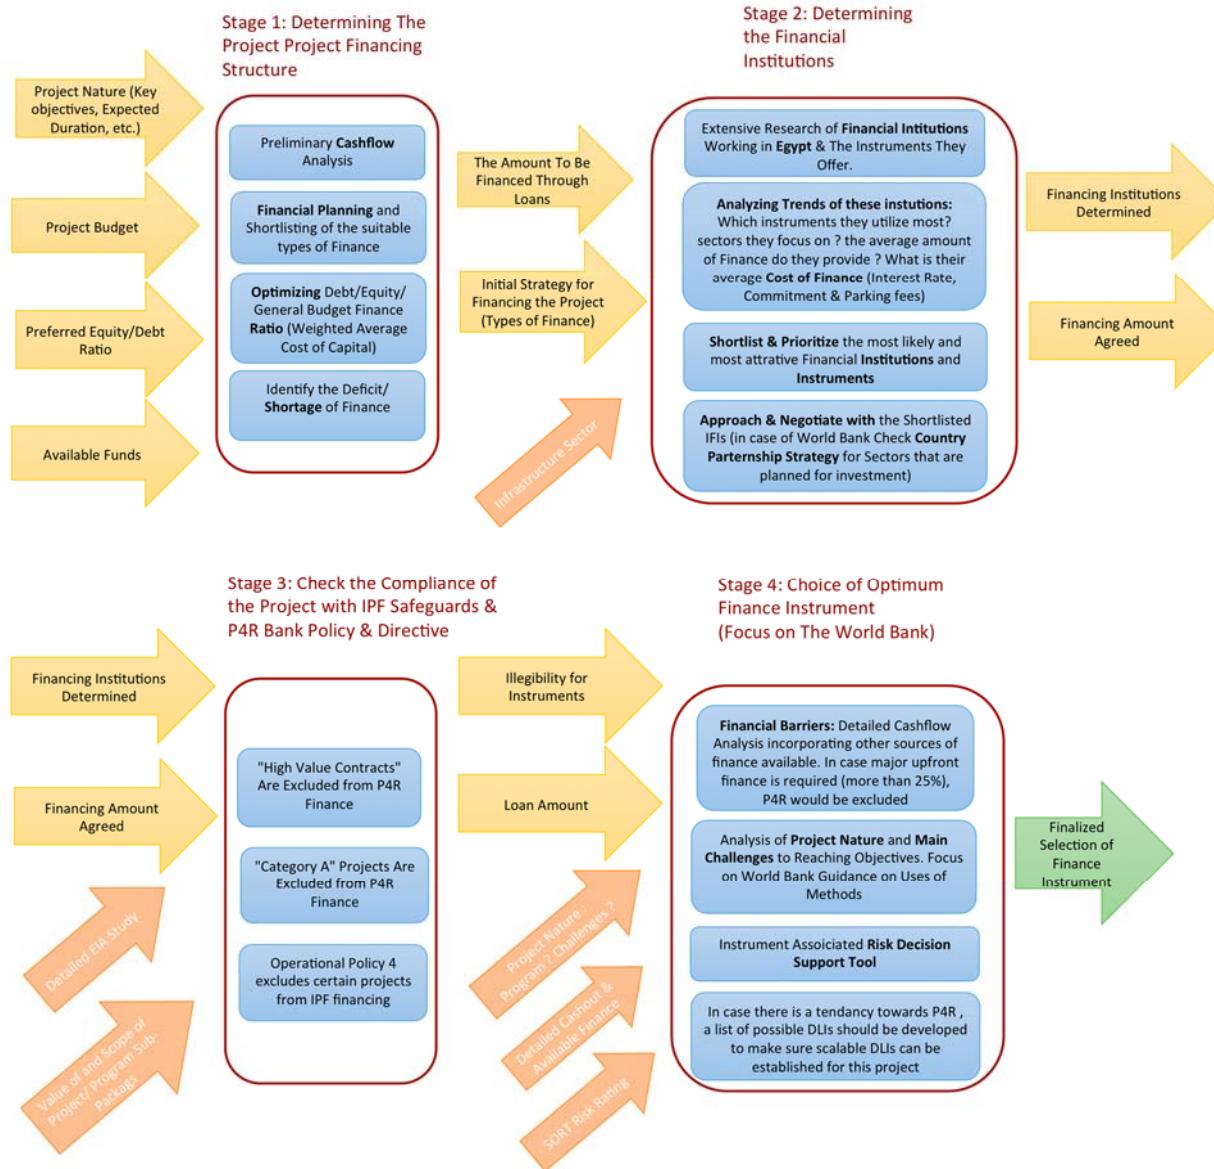 Stage 1: Determining The
Project Project Financing
Structure
Project Nature (Key
objectives, Expected
Duration, etc.)
Project Budget
Preferred Equity/Debt
Ratio
Available Funds
Preliminary Cashflow
Analysis
Financial Planning and
Shortlisting of the suitable
types of Finance
Optimizing Debt/Equity/
General Budget Finance
Ratio (Weighted Average
Cost of Capital)
Identify the Deficit/
Shortage of Finance
The Amount To Be
Financed Through
Loans
Initial Strategy for
Financing the Project
(Types of Finance)
Infrastructure Sector
Stage 2: Determining
the Financial
Institutions
Extensive Research of Financial Intitutions
Working in Egypt & The Instruments They
Offer.
Analyzing Trends of these instutions:
Which instruments they utilize most?
sectors they focus on ? the average amount
of Finance do they provide ? What is their
average Cost of Finance (Interest Rate,
Commitment & Parking fees)
Shortlist & Prioritize the most likely and
most attrative Financial Institutions and
Instruments
Approach & Negotiate with the Shortlisted
IFIs (in case of World Bank Check Country
Parternship Strategy for Sectors that are
planned for investment)
Financing Institutions
Determined
Financing Amount
Agreed
Stage 3: Check the Compliance of
the Project with IPF Safeguards &
P4R Bank Policy & Directive
Financing Institutions
Determined
Financing Amount
Agreed
Detailed EIA Study
Value of and Scope of
Project/ Program Sub-
Packags
"High Value Contracts"
Are Excluded from P4R
Finance
"Category A" Projects Are
Excluded from P4R
Finance
Operational Policy 4
excludes certain projects
from IPF financing
Illegibility for
Instruments
Loan Amount
Project Nature :
Program ? Challenges ?
Detailed Cashout &
Available Finance
SORT Risk Rating
Stage 4: Choice of Optimum
Finance Instrument
(Focus on The World Bank)
Financial Barriers: Detailed Cashflow
Analysis incorporating other sources of
finance available. In case major upfront
finance is required (more than 25%),
P4R would be excluded
Analysis of Project Nature and Main
Challenges to Reaching Objectives. Focus
on World Bank Guidance on Uses of
Methods
Instrument Assoiciated Risk Decision
Support Tool
In case there is a tendancy towards P4R ,
a list of possible DLIs should be developed
to make sure scalable DLIs can be
established for this project
Finalized
Selection of
Finance
Instrument